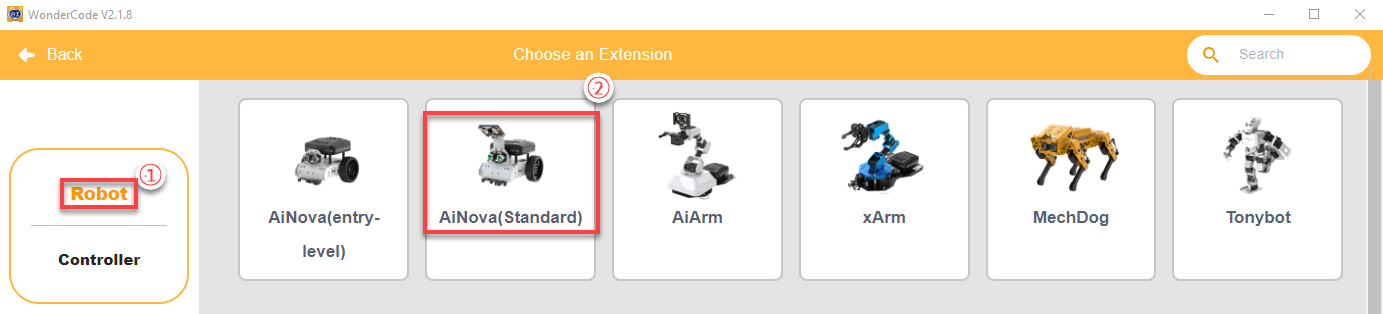 WonderCode V2.1.8
Back
Choose an Extension
Search
②
①
Robot
Controller
AiNova(entry-
level)
AiNova(Standard)
AiArm
xArm
MechDog
Tonybot